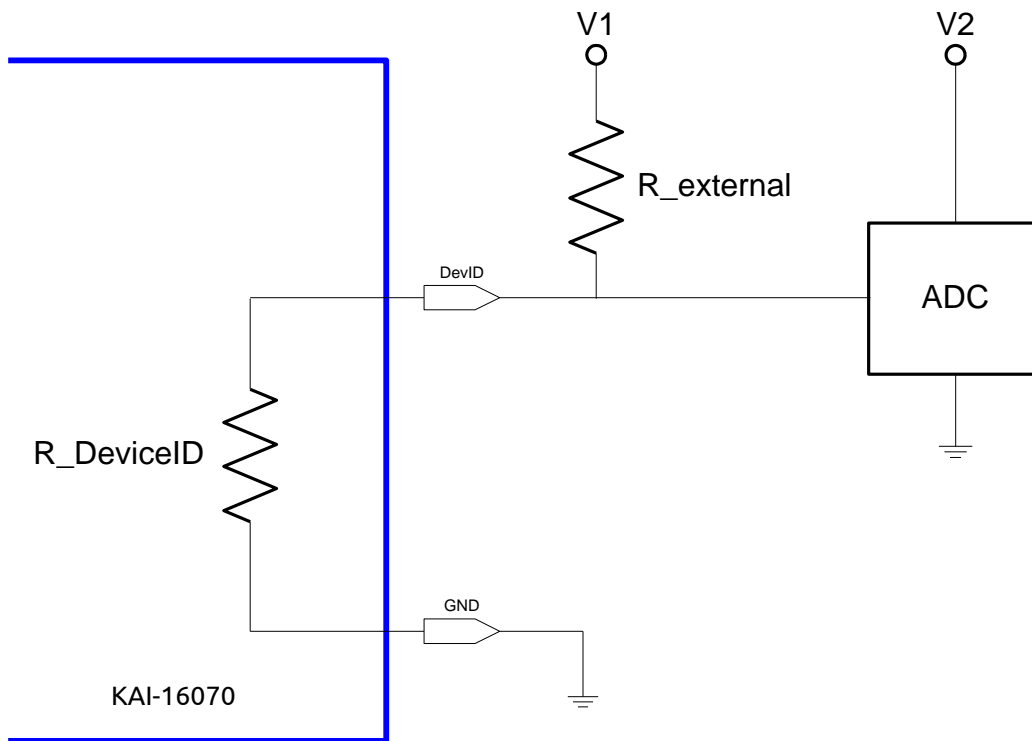 V1
V2
R_external
DevID
ADC
R_DeviceID
GND
KAI-16070